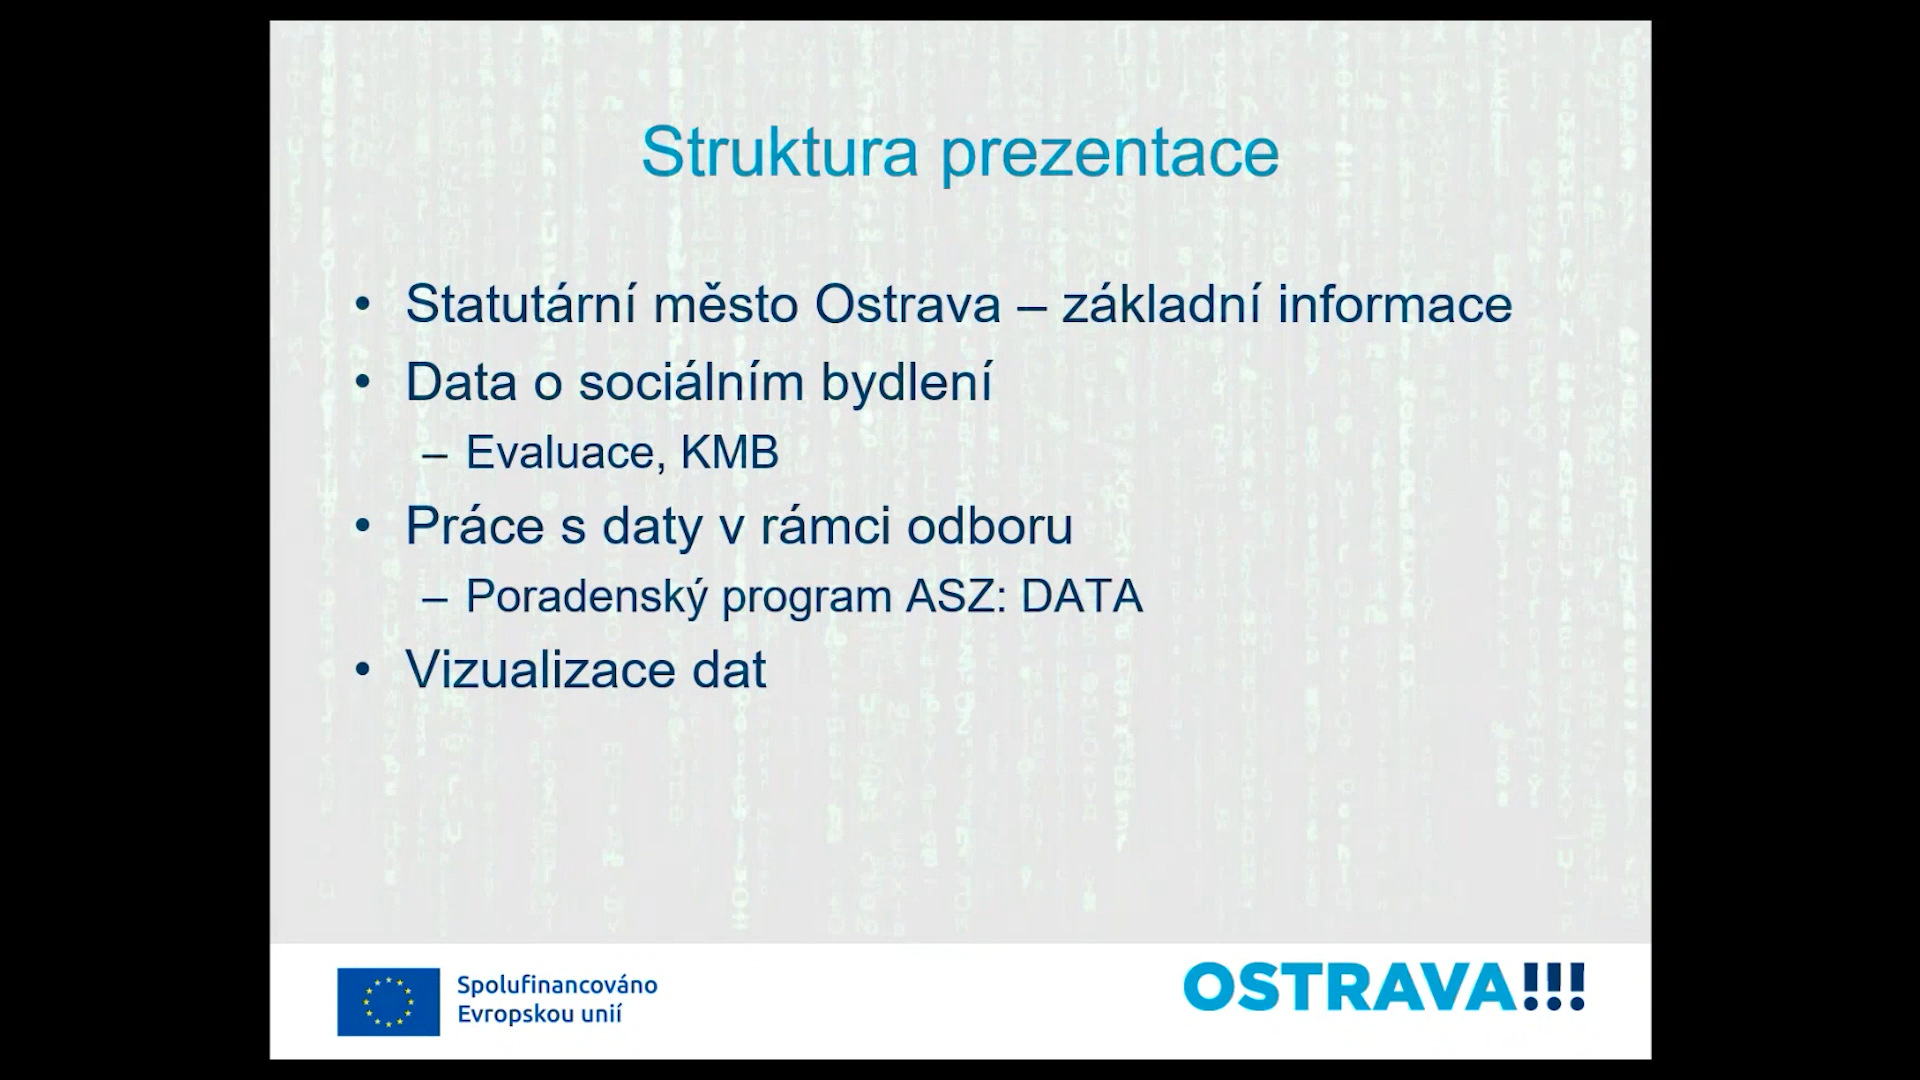 Struktura prezentace
• Statutární město Ostrava – základní informace
• Data o sociálním bydlení
– Evaluace, KMB
• Práce s daty v rámci odboru
– Poradenský program ASZ: DATA
• Vizualizace dat
Spolufinancováno
Evropskou unií
OSTRAVA!!!